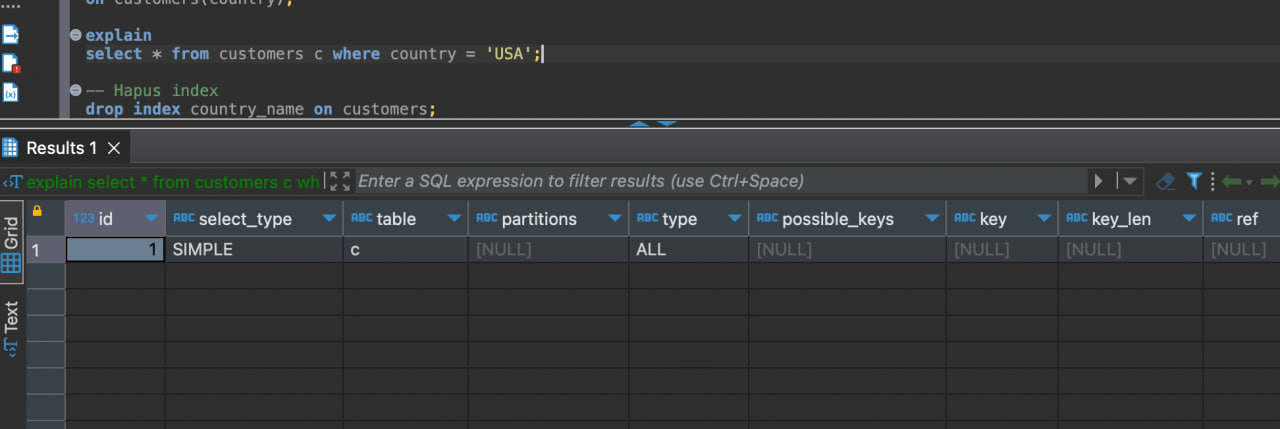 on customers(country);
explain
select * from customers c where country = 'USA';
-- Hapus index
drop index country_name on customers;
Results 1
explain select * from customers c wh
Enter a SQL expression to filter results (use Ctrl+Space)
123 id ABC select_type ABC table ABC partitions ABC type ABC possible_keys ABC key ABC key_len ABC ref
1 1 SIMPLE c [NULL] ALL [NULL] [NULL] [NULL] [NULL]
Grid
Text